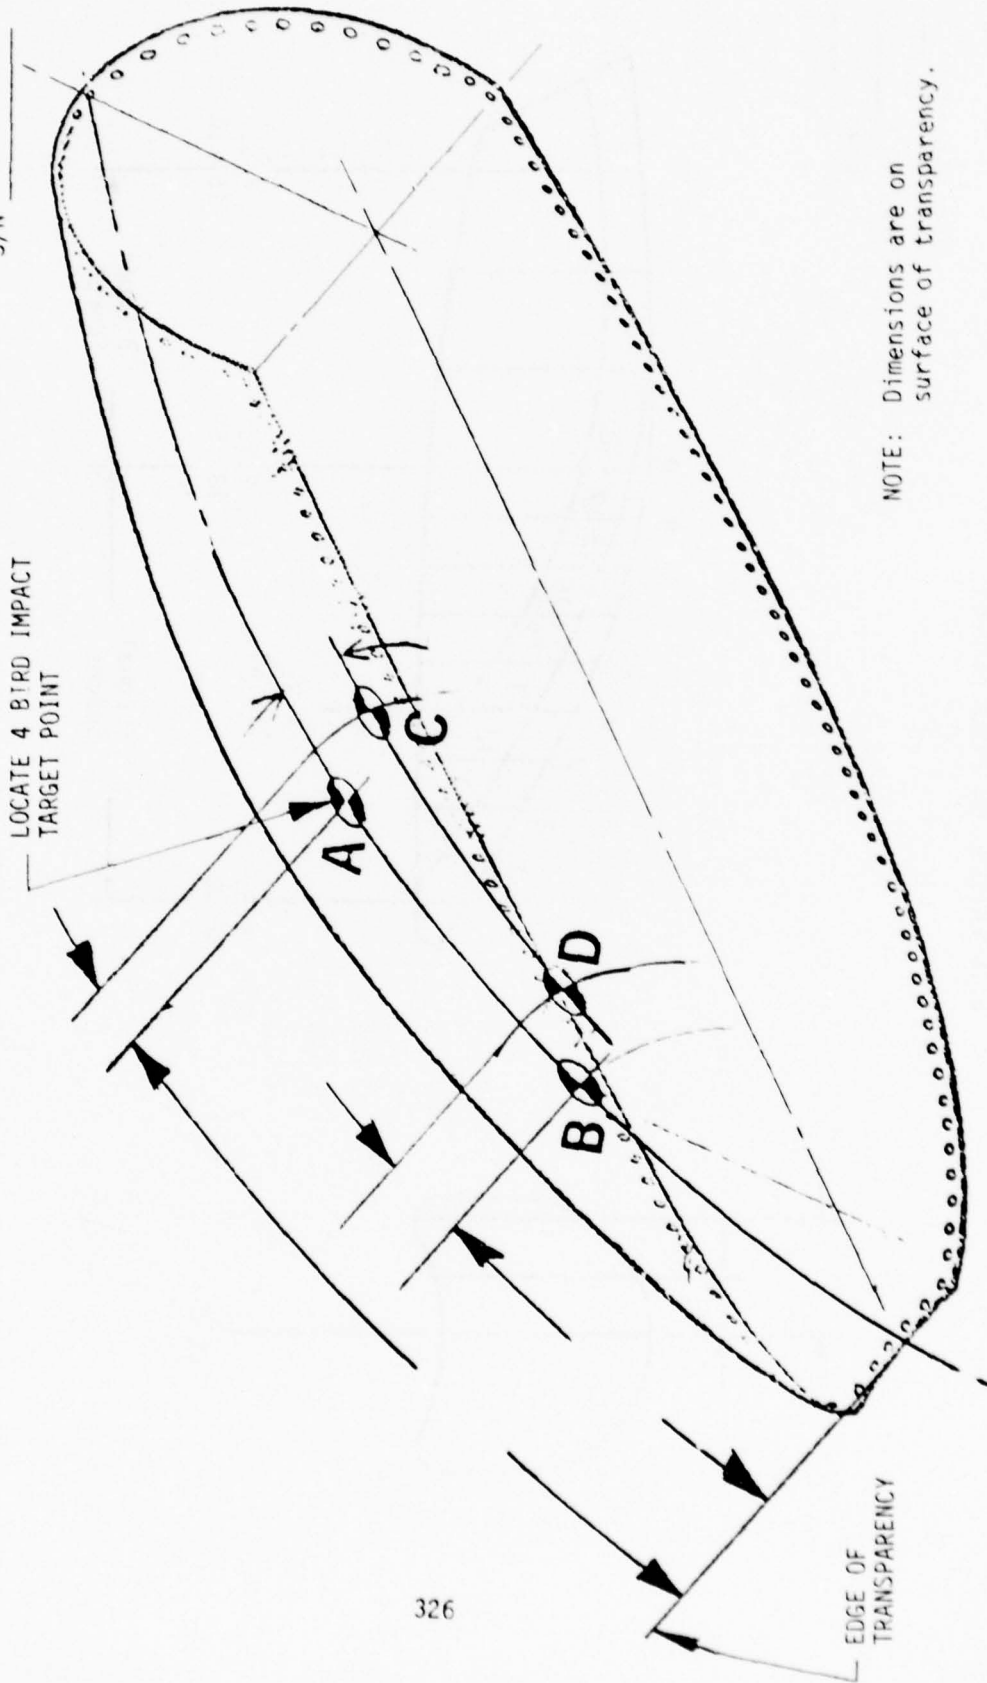 S/N
LOCATE 4 BIRD IMPACT
TARGET POINT
A
C
B
D
NOTE: Dimensions are on
surface of transparency.
EDGE OF
TRANSPARENCY
326